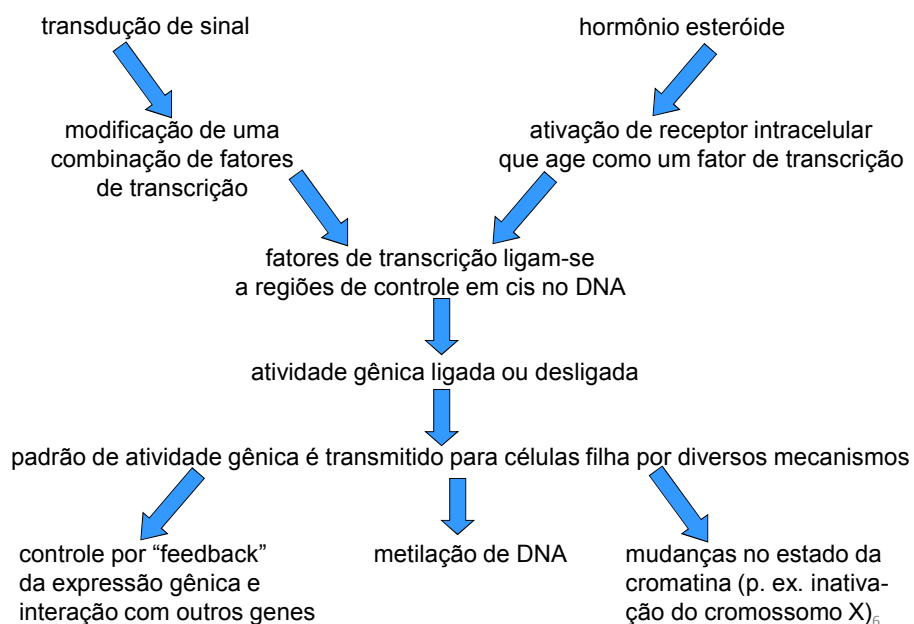 transdução de sinal
hormônio esteróide
modificação de uma
combinação de fatores
de transcrição
ativação de receptor intracelular
que age como um fator de transcrição
fatores de transcrição ligam-se
a regiões de controle em cis no DNA
atividade gênica ligada ou desligada
padrão de atividade gênica é transmitido para células filha por diversos mecanismos
controle por “feedback”
da expressão gênica e
interação com outros genes
metilação de DNA
mudanças no estado da
cromatina (p. ex. inativa-
ção do cromossomo X)
6